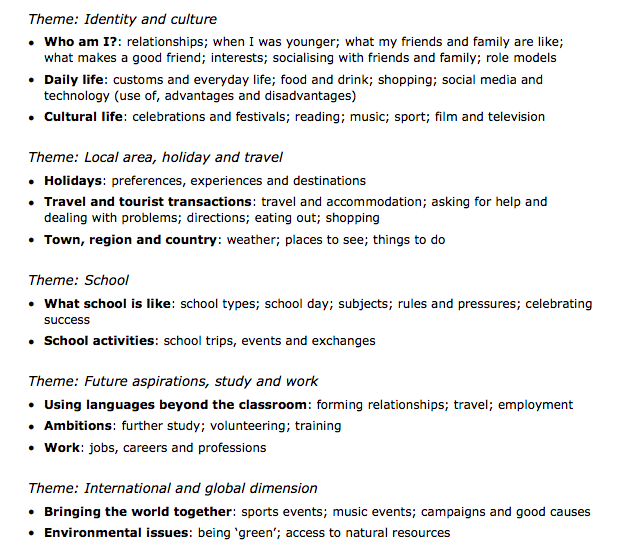 Theme: Identity and culture
• Who am I?: relationships; when I was younger; what my friends and family are like;
what makes a good friend; interests; socialising with friends and family; role models
• Daily life: customs and everyday life; food and drink; shopping; social media and
technology (use of, advantages and disadvantages)
• Cultural life: celebrations and festivals; reading; music; sport; film and television
Theme: Local area, holiday and travel
• Holidays: preferences, experiences and destinations
• Travel and tourist transactions: travel and accommodation; asking for help and
dealing with problems; directions; eating out; shopping
• Town, region and country: weather; places to see; things to do
Theme: School
• What school is like: school types; school day; subjects; rules and pressures; celebrating
success
• School activities: school trips, events and exchanges
Theme: Future aspirations, study and work
• Using languages beyond the classroom: forming relationships; travel; employment
• Ambitions: further study; volunteering; training
• Work: jobs, careers and professions
Theme: International and global dimension
• Bringing the world together: sports events; music events; campaigns and good causes
• Environmental issues: being ‘green’; access to natural resources